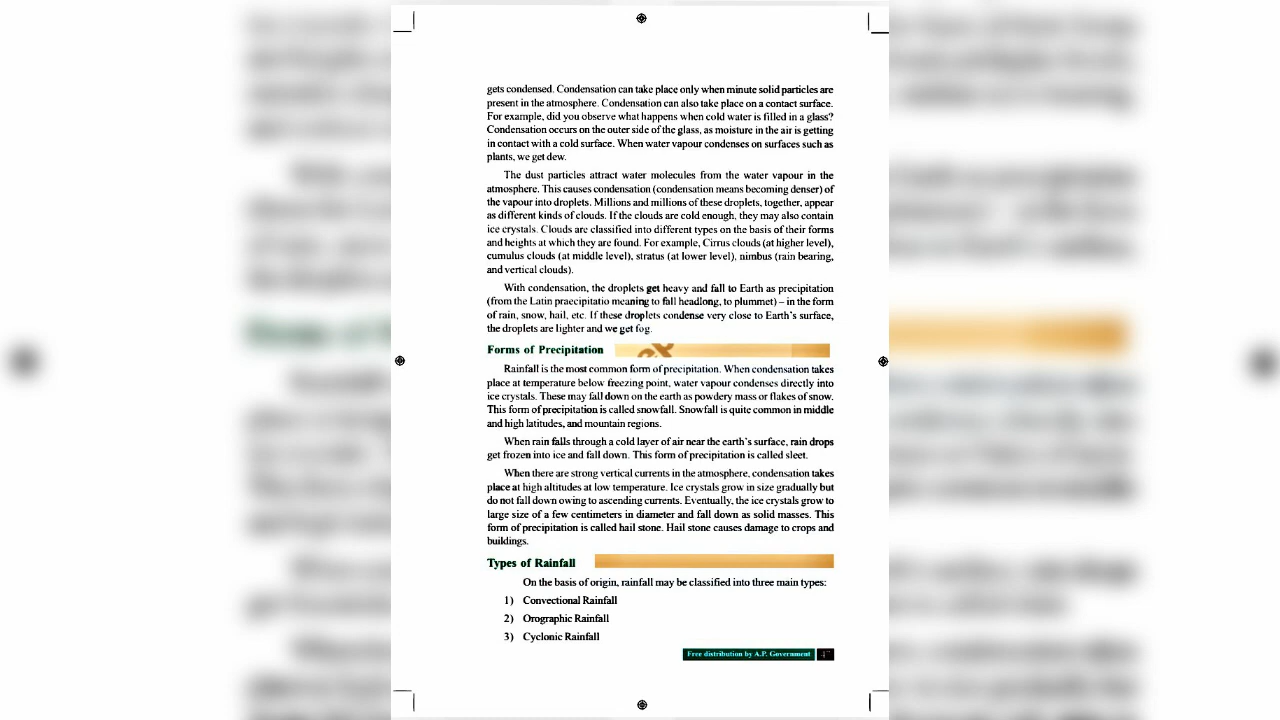 gets condensed. Condensation can take place only when minute solid particles are
present in the atmosphere. Condensation can also take place on a contact surface.
For example, did you observe what happens when cold water is filled in a glass?
Condensation occurs on the outer side of the glass, as moisture in the air is getting
in contact with a cold surface. When water vapour condenses on surfaces such as
plants, we get dew.
The dust particles attract water molecules from the water vapour in the
atmosphere. This causes condensation (condensation means becoming denser) of
the vapour into droplets. Millions and millions of these droplets, together, appear
as different kinds of clouds. If the clouds are cold enough, they may also contain
ice crystals. Clouds are classified into different types on the basis of their forms
and heights at which they are found. For example, Cirrus clouds (at higher level),
cumulus clouds (at middle level), stratus (at lower level), nimbus (rain bearing,
and vertical clouds).
With condensation, the droplets get heavy and fall to Earth as precipitation
(from the Latin praecipitatio meaning to fall headlong, to plummet) – in the form
of rain, snow, hail, etc. If these droplets condense very close to Earth's surface,
the droplets are lighter and we get fog.
Forms of Precipitation
Rainfall is the most common form of precipitation. When condensation takes
place at temperature below freezing point, water vapour condenses directly into
ice crystals. These may fall down on the earth as powdery mass or flakes of snow.
This form of precipitation is called snowfall. Snowfall is quite common in middle
and high latitudes, and mountain regions.
When rain falls through a cold layer of air near the earth's surface, rain drops
get frozen into ice and fall down. This form of precipitation is called sleet.
When there are strong vertical currents in the atmosphere, condensation takes
place at high altitudes at low temperature. Ice crystals grow in size gradually but
do not fall down owing to ascending currents. Eventually, the ice crystals grow to
large size of a few centimeters in diameter and fall down as solid masses. This
form of precipitation is called hail stone. Hail stone causes damage to crops and
buildings.
Types of Rainfall
On the basis of origin, rainfall may be classified into three main types:
1) Convectional Rainfall
2) Orographic Rainfall
3) Cyclonic Rainfall
Free distribution by A.P. Government 47